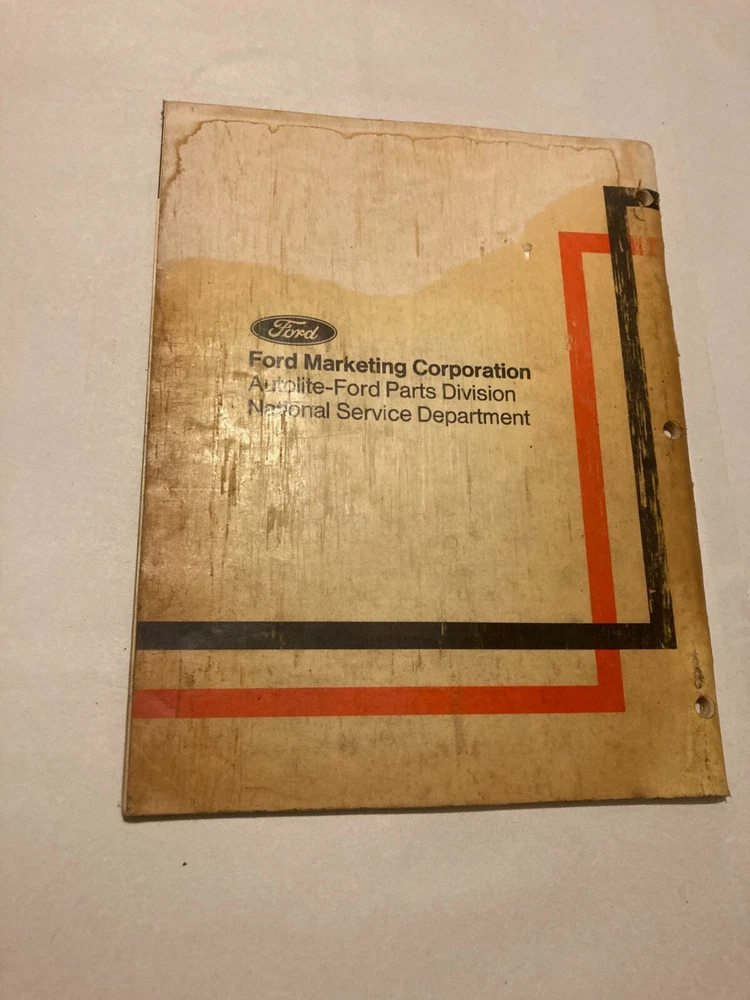 Ford
Ford Marketing Corporation
Autolite-Ford Parts Division
National Service Department